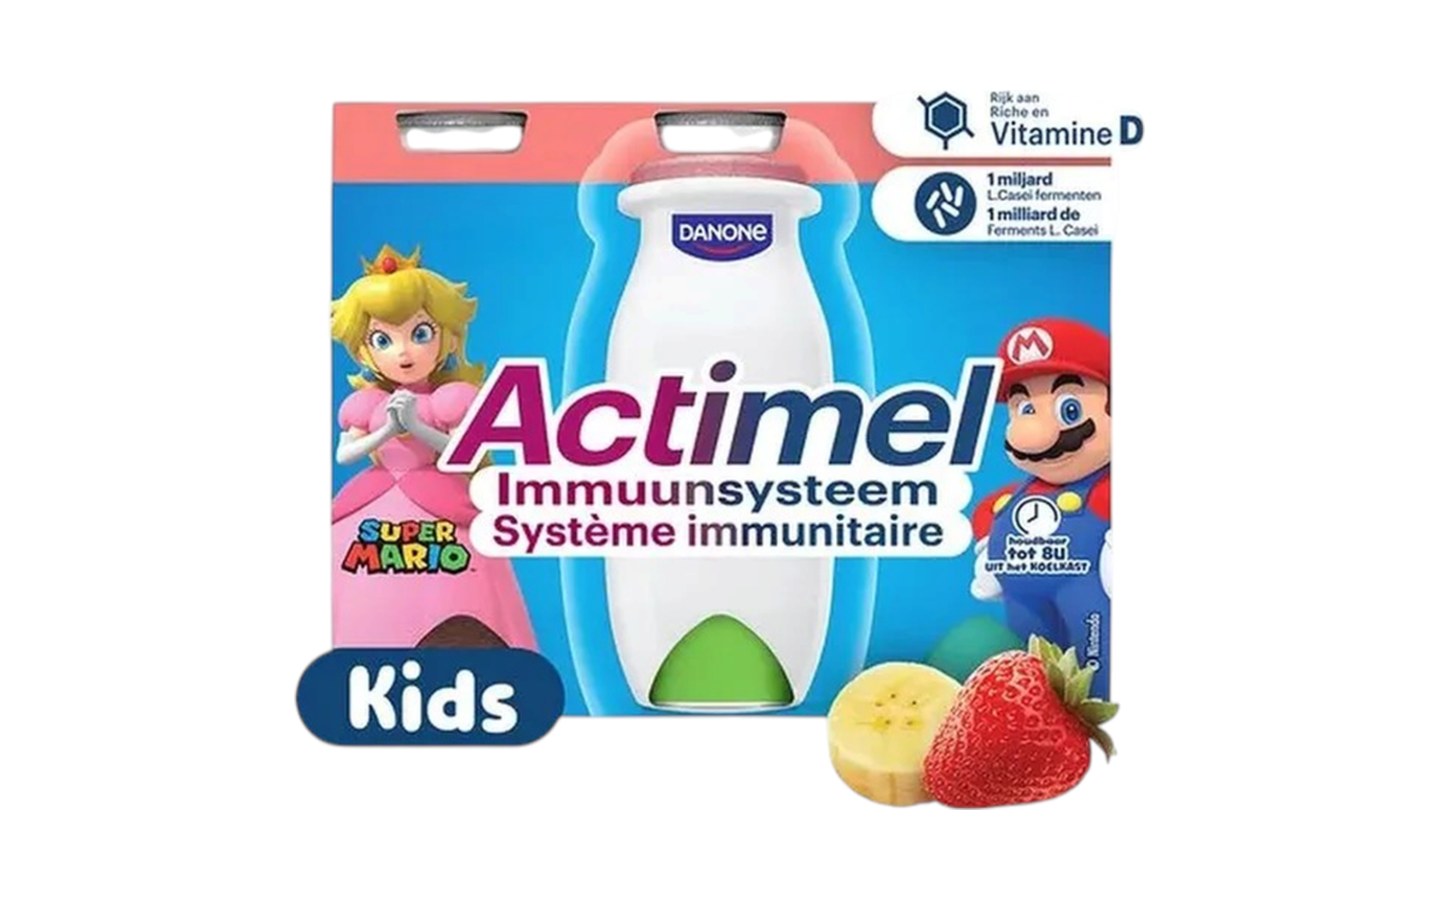 Rijk aan
Riche en
Vitamine D
1 miljard
L.Casei fermenten
1 milliard de
Ferments L. Casei
DANONE
M
Actimel
Immuunsysteem
Système immunitaire
SUPER
MARIO
houdbaar
tot 8U
UIT het KOELKAST
© Nintendo
Kids